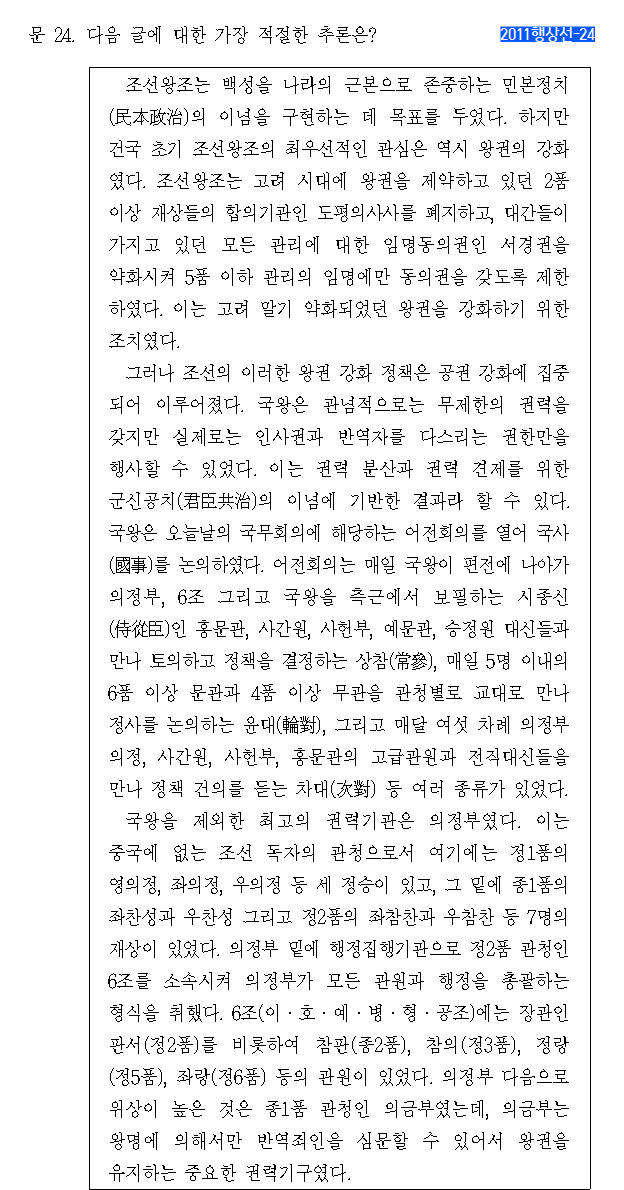 문 24. 다음 글에 대한 가장 적절한 추론은?
2011행상선-24
조선왕조는 백성을 나라의 근본으로 존중하는 민본정치
(民本政治)의 이념을 구현하는 데 목표를 두었다. 하지만
건국 초기 조선왕조의 최우선적인 관심은 역시 왕권의 강화
였다. 조선왕조는 고려 시대에 왕권을 제약하고 있던 2품
이상 재상들의 합의기관인 도평의사사를 폐지하고, 대간들이
가지고 있던 모든 관리에 대한 임명동의권인 서경권을
약화시켜 5품 이하 관리의 임명에만 동의권을 갖도록 제한
하였다. 이는 고려 말기 약화되었던 왕권을 강화하기 위한
조치였다.
그러나 조선의 이러한 왕권 강화 정책은 공권 강화에 집중
되어 이루어졌다. 국왕은 관념적으로는 무제한의 권력을
갖지만 실제로는 인사권과 반역자를 다스리는 권한만을
행사할 수 있었다. 이는 권력 분산과 권력 견제를 위한
군신공치(君臣共治)의 이념에 기반한 결과라 할 수 있다.
국왕은 오늘날의 국무회의에 해당하는 어전회의를 열어 국사
(國事)를 논의하였다. 어전회의는 매일 국왕이 편전에 나아가
의정부, 6조 그리고 국왕을 측근에서 보필하는 시종신
(侍從臣)인 홍문관, 사간원, 사헌부, 예문관, 승정원 대신들과
만나 토의하고 정책을 결정하는 상참(常參), 매일 5명 이내의
6품 이상 문관과 4품 이상 무관을 관청별로 교대로 만나
정사를 논의하는 윤대(輪對), 그리고 매달 여섯 차례 의정부
의정, 사간원, 사헌부, 홍문관의 고급관원과 전직대신들을
만나 정책 건의를 듣는 차대(次對) 등 여러 종류가 있었다.
국왕을 제외한 최고의 권력기관은 의정부였다. 이는
중국에 없는 조선 독자의 관청으로서 여기에는 정1품의
영의정, 좌의정, 우의정 등 세 정승이 있고, 그 밑에 종1품의
좌찬성과 우찬성 그리고 정2품의 좌참찬과 우참찬 등 7명의
재상이 있었다. 의정부 밑에 행정집행기관으로 정2품 관청인
6조를 소속시켜 의정부가 모든 관원과 행정을 총괄하는
형식을 취했다. 6조(이ㆍ호ㆍ예ㆍ병ㆍ형ㆍ공조)에는 장관인
판서(정2품)를 비롯하여 참판(종2품), 참의(정3품), 정랑
(정5품), 좌랑(정6품) 등의 관원이 있었다. 의정부 다음으로
위상이 높은 것은 종1품 관청인 의금부였는데, 의금부는
왕명에 의해서만 반역죄인을 심문할 수 있어서 왕권을
유지하는 중요한 권력기구였다.